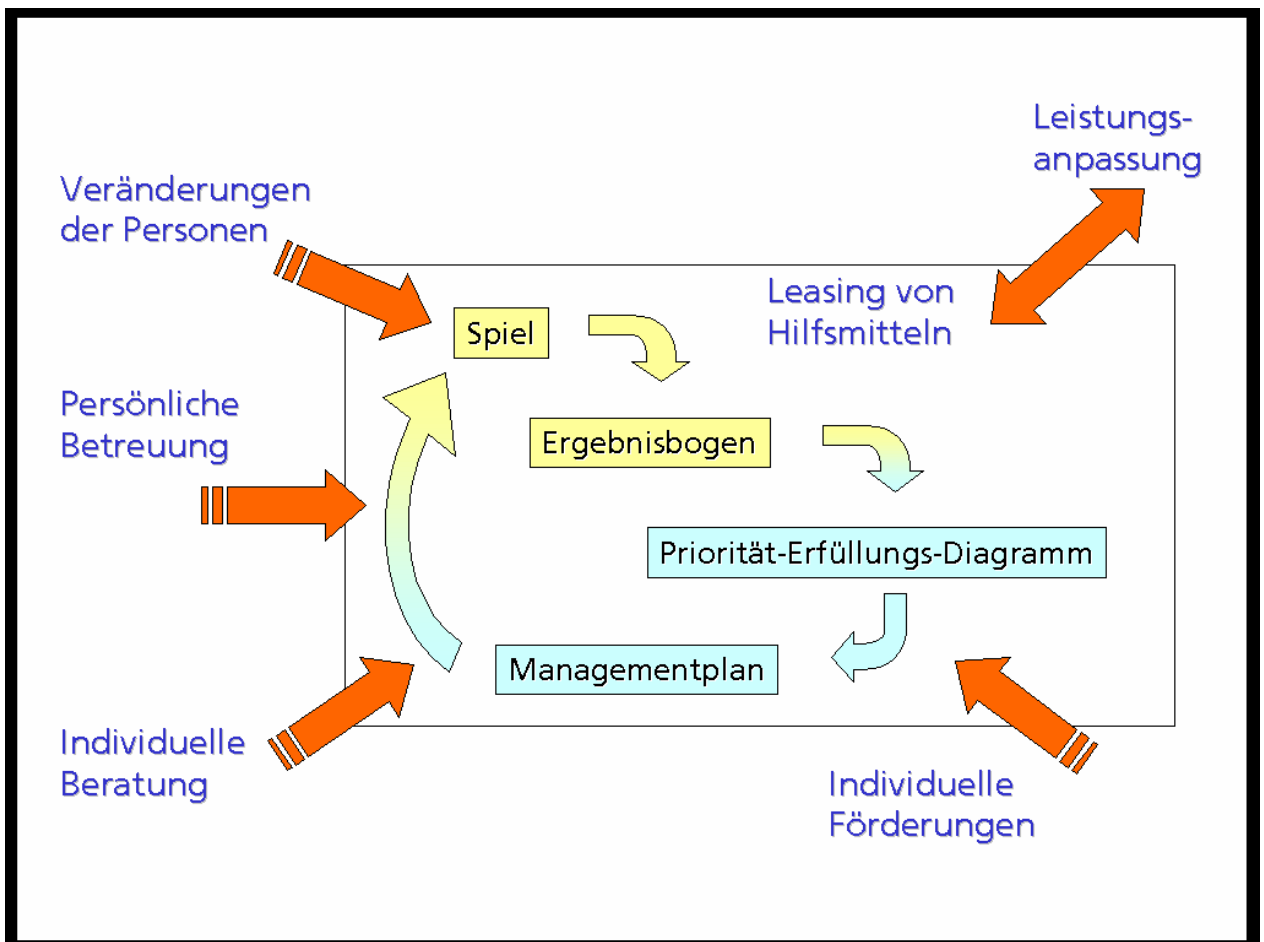 Leistungs-
anpassung
Veränderungen
der Personen
Leasing von
Hilfsmitteln
Spiel
Persönliche
Betreuung
Ergebnisbogen
Priorität-Erfüllungs-Diagramm
Managementplan
Individuelle
Beratung
Individuelle
Förderungen